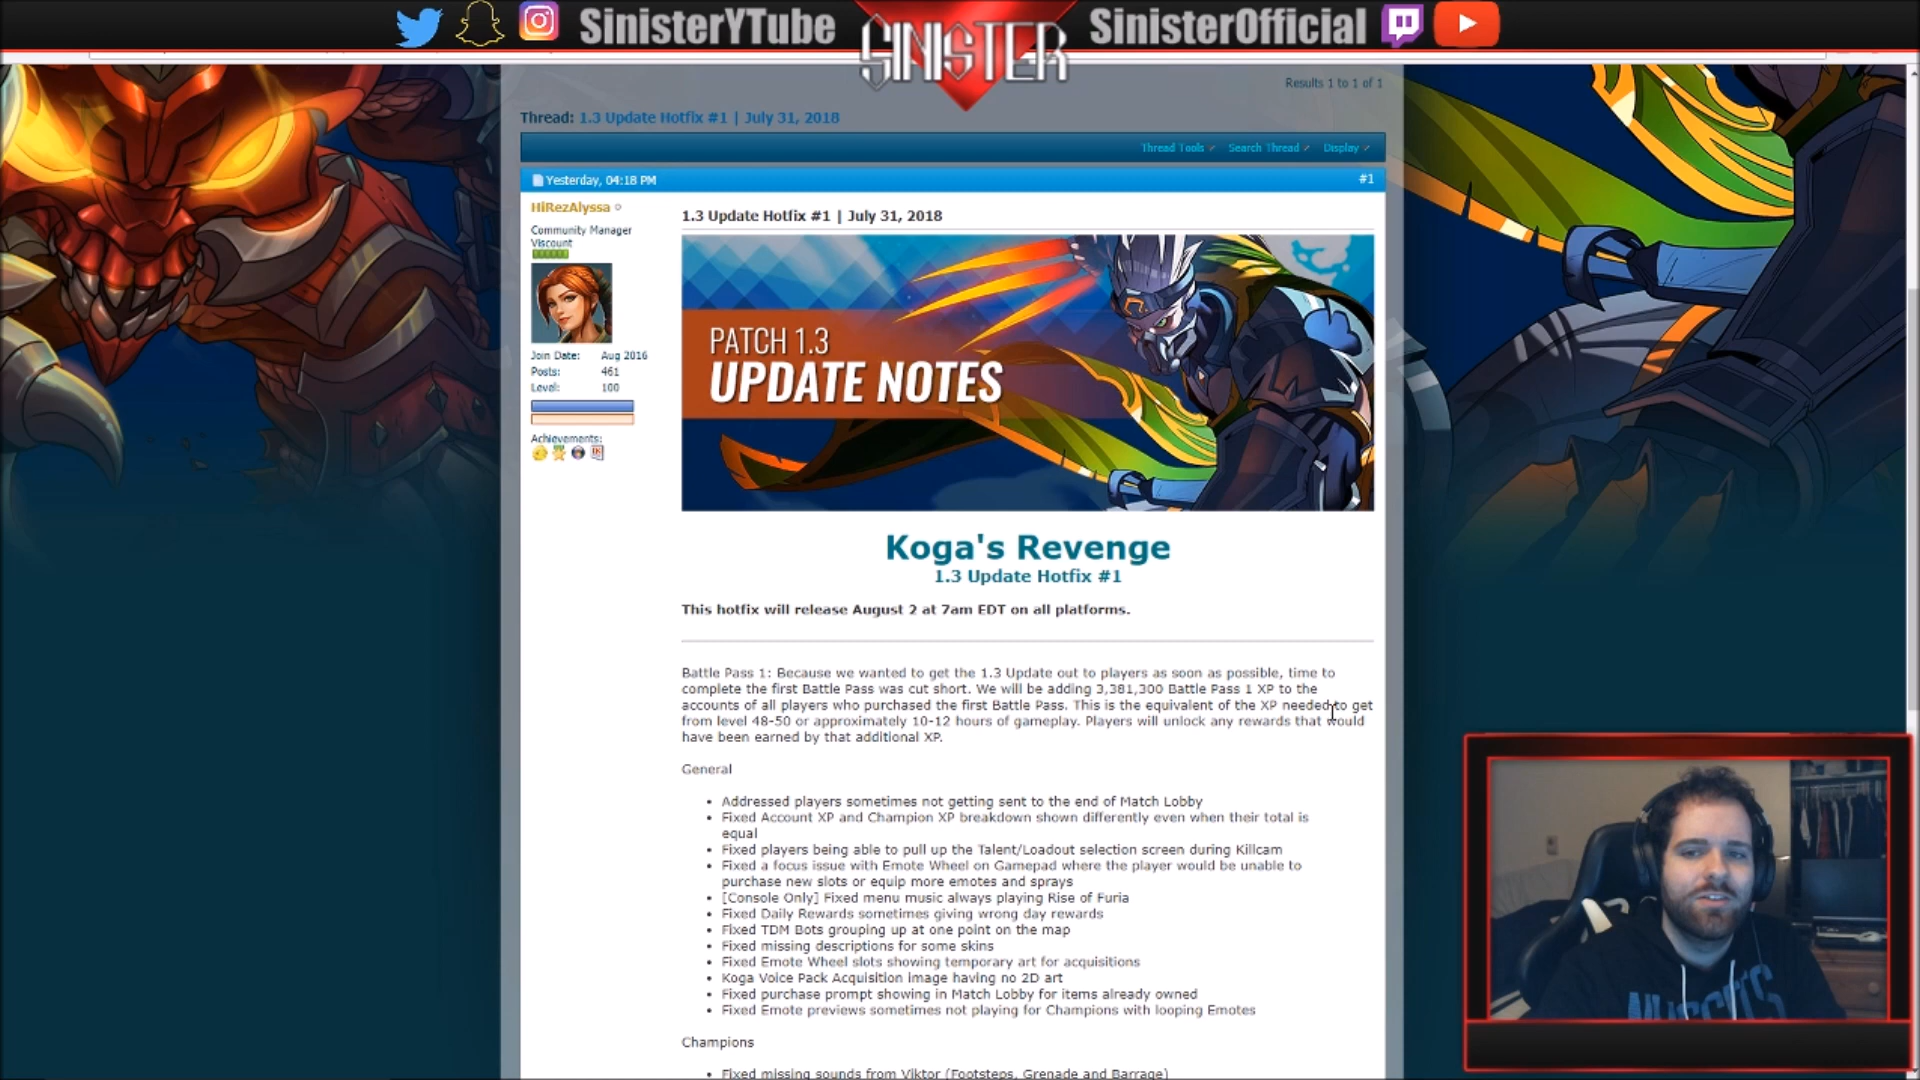 SinisterYTube
SINISTER
SinisterOfficial
Results 1 to 1 of 1
Thread: 1.3 Update Hotfix #1 | July 31, 2018
Thread Tools
Search Thread
Display
Yesterday, 04:18 PM
#1
HiRezAlyssa
Community Manager
Viscount
Join Date: Aug 2016
Posts: 461
Level: 100
Achievements:
1.3 Update Hotfix #1 | July 31, 2018
PATCH 1.3
UPDATE NOTES
Koga's Revenge
1.3 Update Hotfix #1
This hotfix will release August 2 at 7am EDT on all platforms.
Battle Pass 1: Because we wanted to get the 1.3 Update out to players as soon as possible, time to
complete the first Battle Pass was cut short. We will be adding 3,381,300 Battle Pass 1 XP to the
accounts of all players who purchased the first Battle Pass. This is the equivalent of the XP needed to get
from level 48-50 or approximately 10-12 hours of gameplay. Players will unlock any rewards that would
have been earned by that additional XP.
General
• Addressed players sometimes not getting sent to the end of Match Lobby
• Fixed Account XP and Champion XP breakdown shown differently even when their total is
equal
• Fixed players being able to pull up the Talent/Loadout selection screen during Killcam
• Fixed a focus issue with Emote Wheel on Gamepad where the player would be unable to
purchase new slots or equip more emotes and sprays
• [Console Only] Fixed menu music always playing Rise of Furia
• Fixed Daily Rewards sometimes giving wrong day rewards
• Fixed TDM Bots grouping up at one point on the map
• Fixed missing descriptions for some skins
• Fixed Emote Wheel slots showing temporary art for acquisitions
• Koga Voice Pack Acquisition image having no 2D art
• Fixed purchase prompt showing in Match Lobby for items already owned
• Fixed Emote previews sometimes not playing for Champions with looping Emotes
Champions
• Fixed missing sounds from Viktor (Footsteps, Grenade and Barrage)
NUGGETS